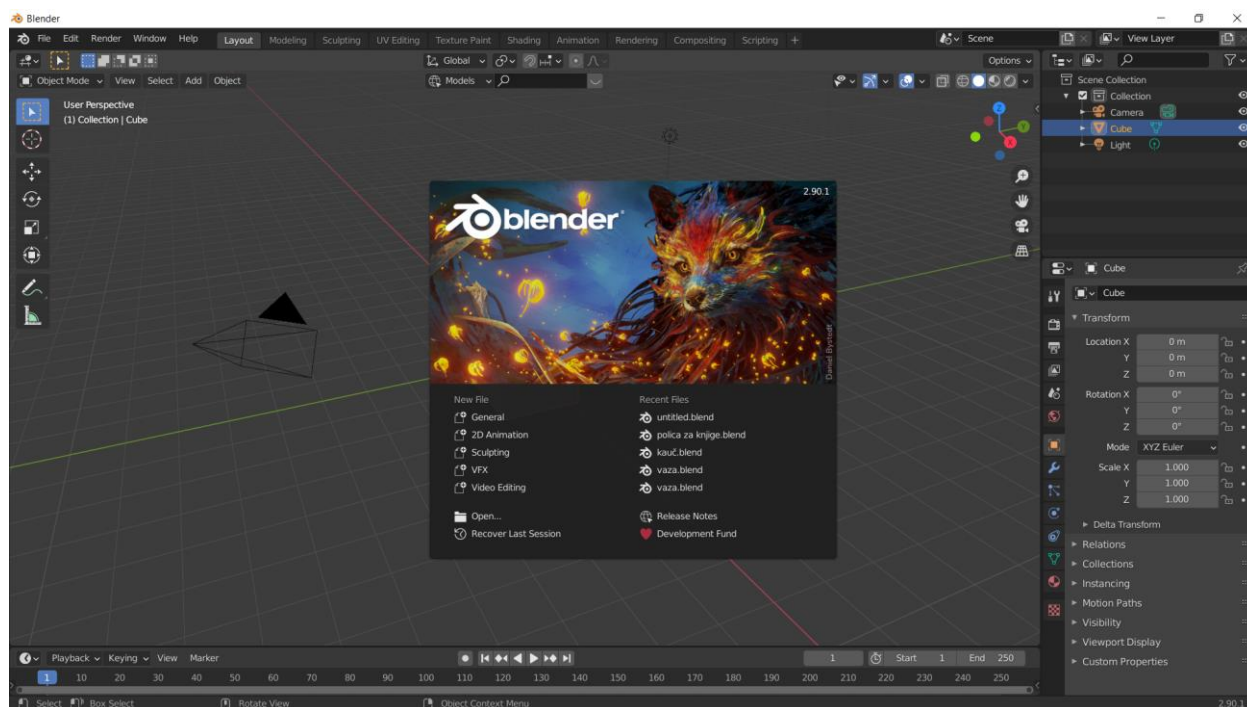 Blender
File Edit Render Window Help Layout Modeling Sculpting UV Editing Texture Paint Shading Animation Rendering Compositing Scripting + Scene View Layer
Global Options
Object Mode View Select Add Object Models
User Perspective
(1) Collection | Cube
Scene Collection
Collection
Camera
Cube
Light
Z
Y
X
blender
2.90.1
Daniel Bystedt
New File
General
2D Animation
Sculpting
VFX
Video Editing
Open...
Recover Last Session
Recent Files
untitled.blend
polica za knjige.blend
kauč.blend
vaza.blend
vaza.blend
Release Notes
Development Fund
Cube
Cube
Transform
Location X 0 m
Y 0 m
Z 0 m
Rotation X 0°
Y 0°
Z 0°
Mode XYZ Euler
Scale X 1.000
Y 1.000
Z 1.000
Delta Transform
Relations
Collections
Instancing
Motion Paths
Visibility
Viewport Display
Custom Properties
Playback Keying View Marker 1 Start 1 End 250
1 10 20 30 40 50 60 70 80 90 100 110 120 130 140 150 160 170 180 190 200 210 220 230 240 250
Select Box Select Rotate View Object Context Menu 2.90.1